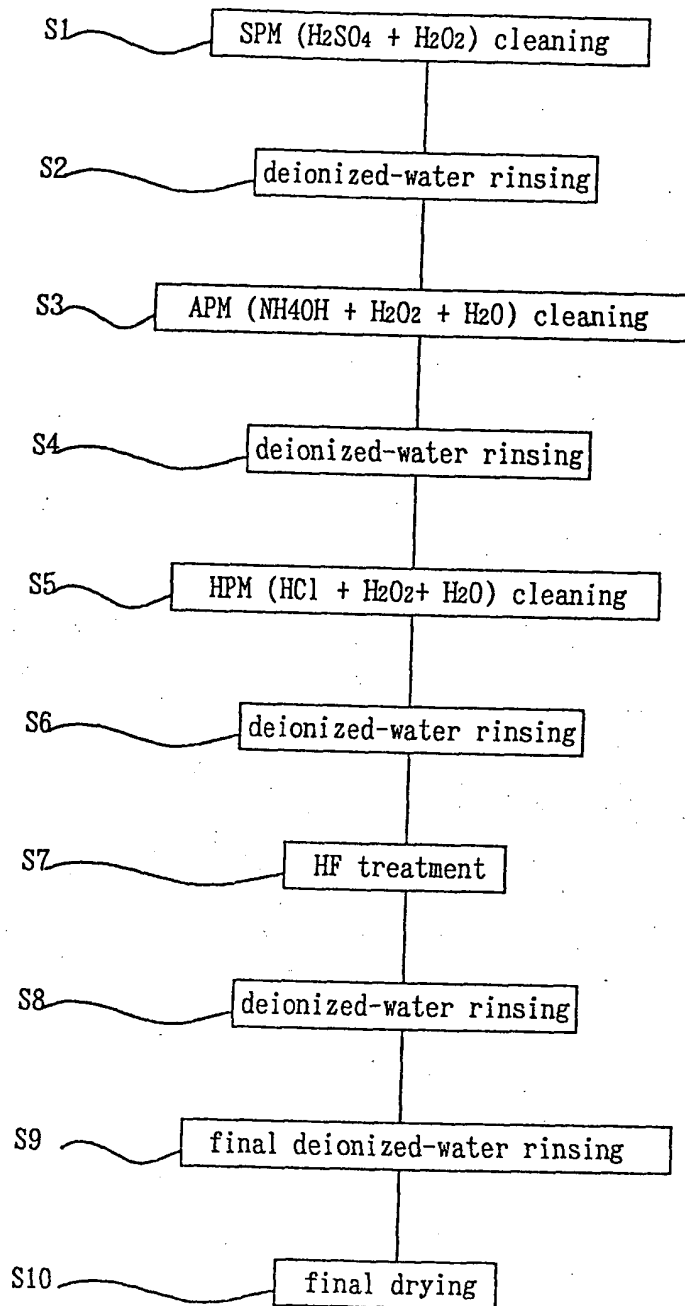 S1 SPM (H2SO4 + H2O2) cleaning
S2 deionized-water rinsing
S3 APM (NH4OH + H2O2 + H2O) cleaning
S4 deionized-water rinsing
S5 HPM (HCl + H2O2+ H2O) cleaning
S6 deionized-water rinsing
S7 HF treatment
S8 deionized-water rinsing
S9 final deionized-water rinsing
S10 final drying